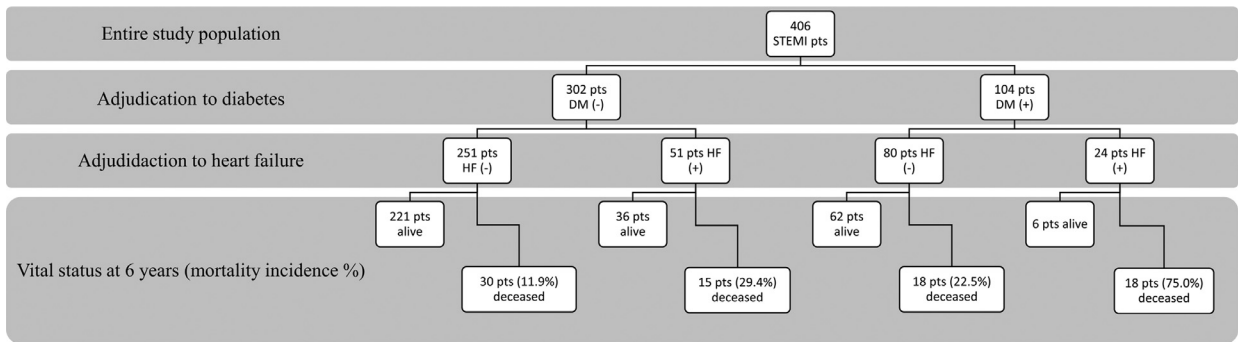 Entire study population
406
STEMI pts
Adjudication to diabetes
302 pts
DM (-)
104 pts
DM (+)
Adjudidaction to heart failure
251 pts
HF (-)
51 pts HF
(+)
80 pts HF
(-)
24 pts HF
(+)
Vital status at 6 years (mortality incidence %)
221 pts
alive
36 pts
alive
62 pts
alive
6 pts alive
30 pts (11.9%)
deceased
15 pts (29.4%)
deceased
18 pts (22.5%)
deceased
18 pts (75.0%)
deceased